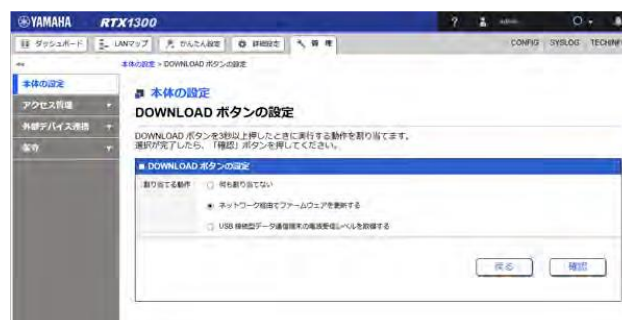 YAMAHA RTX1300
ダッシュボード LANマップ かんたん設定 詳細設定 管理 CONFIG SYSLOG TECHINFO
本体の設定 > DOWNLOAD ボタンの設定
本体の設定
アクセス管理
外部デバイス連携
保守
本体の設定
DOWNLOAD ボタンの設定
DOWNLOAD ボタンを3秒以上押したときに実行する動作を割り当てます。
選択が完了したら、「確認」ボタンを押してください。
DOWNLOAD ボタンの設定
割り当てる動作 何も割り当てない
ネットワーク経由でファームウェアを更新する
USB 接続型データ通信端末の電波受信レベルを取得する
戻る 確認